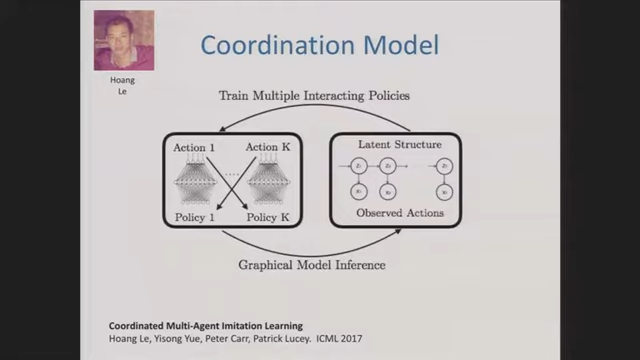 Coordination Model
Hoang
Le
Train Multiple Interacting Policies
Action 1 Action K
Policy 1 Policy K
Latent Structure
Observed Actions
Graphical Model Inference
Coordinated Multi-Agent Imitation Learning
Hoang Le, Yisong Yue, Peter Carr, Patrick Lucey. ICML 2017